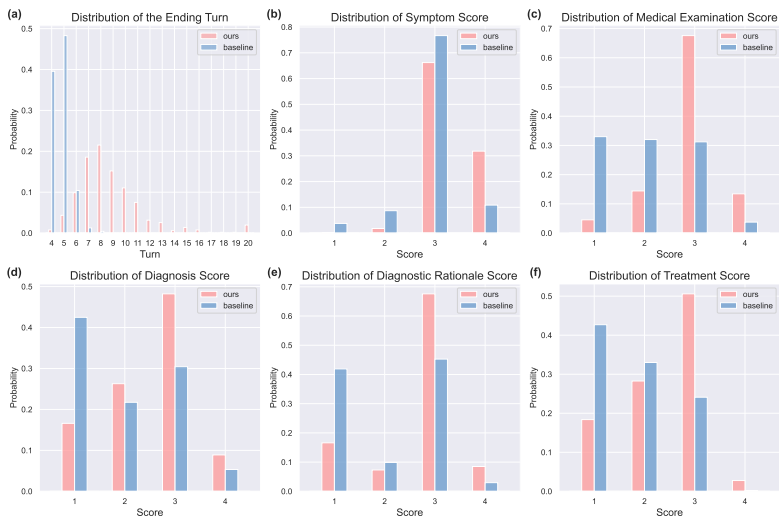 (a)
Distribution of the Ending Turn
ours
baseline
0.5
0.4
0.3
0.2
0.1
0.0
Probability
4 5 6 7 8 9 10 11 12 13 14 15 16 17 18 19 20
Turn
(b)
Distribution of Symptom Score
ours
baseline
0.8
0.7
0.6
0.5
0.4
0.3
0.2
0.1
0.0
Probability
1 2 3 4
Score
(c)
Distribution of Medical Examination Score
ours
baseline
0.7
0.6
0.5
0.4
0.3
0.2
0.1
0.0
Probability
1 2 3 4
Score
(d)
Distribution of Diagnosis Score
ours
baseline
0.5
0.4
0.3
0.2
0.1
0.0
Probability
1 2 3 4
Score
(e)
Distribution of Diagnostic Rationale Score
ours
baseline
0.7
0.6
0.5
0.4
0.3
0.2
0.1
0.0
Probability
1 2 3 4
Score
(f)
Distribution of Treatment Score
ours
baseline
0.5
0.4
0.3
0.2
0.1
0.0
Probability
1 2 3 4
Score